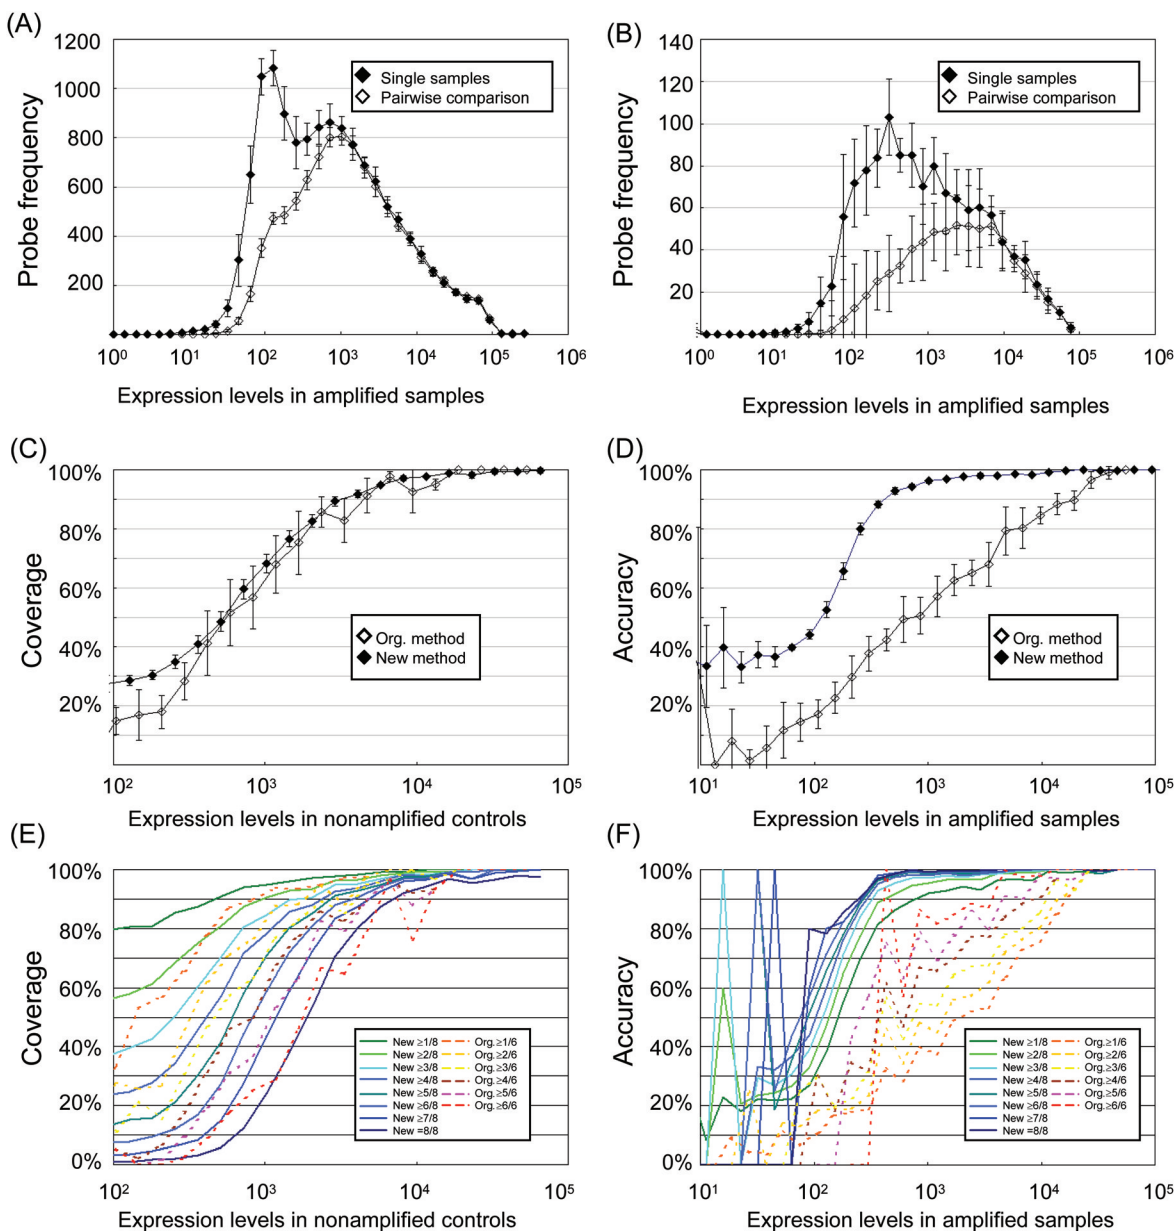 (A)
1200
1000
800
600
400
200
Probe frequency
Single samples
Pairwise comparison
10⁰ 10¹ 10² 10³ 10⁴ 10⁵ 10⁶
Expression levels in amplified samples
(B)
140
120
100
80
60
40
20
Probe frequency
Single samples
Pairwise comparison
10⁰ 10¹ 10² 10³ 10⁴ 10⁵ 10⁶
Expression levels in amplified samples
(C)
100%
80%
60%
40%
20%
Coverage
Org. method
New method
10² 10³ 10⁴ 10⁵
Expression levels in nonamplified controls
(D)
100%
80%
60%
40%
20%
Accuracy
Org. method
New method
10¹ 10² 10³ 10⁴ 10⁵
Expression levels in amplified samples
(E)
100%
80%
60%
40%
20%
0%
Coverage
New ≥1/8 Org.≥1/6
New ≥2/8 Org.≥2/6
New ≥3/8 Org.≥3/6
New ≥4/8 Org.≥4/6
New ≥5/8 Org.≥5/6
New ≥6/8 Org.≥6/6
New ≥7/8
New =8/8
10² 10³ 10⁴ 10⁵
Expression levels in nonamplified controls
(F)
100%
80%
60%
40%
20%
0%
Accuracy
New ≥1/8 Org.≥1/6
New ≥2/8 Org.≥2/6
New ≥3/8 Org.≥3/6
New ≥4/8 Org.≥4/6
New ≥5/8 Org.≥5/6
New ≥6/8 Org.≥6/6
New ≥7/8
New =8/8
10¹ 10² 10³ 10⁴ 10⁵
Expression levels in amplified samples